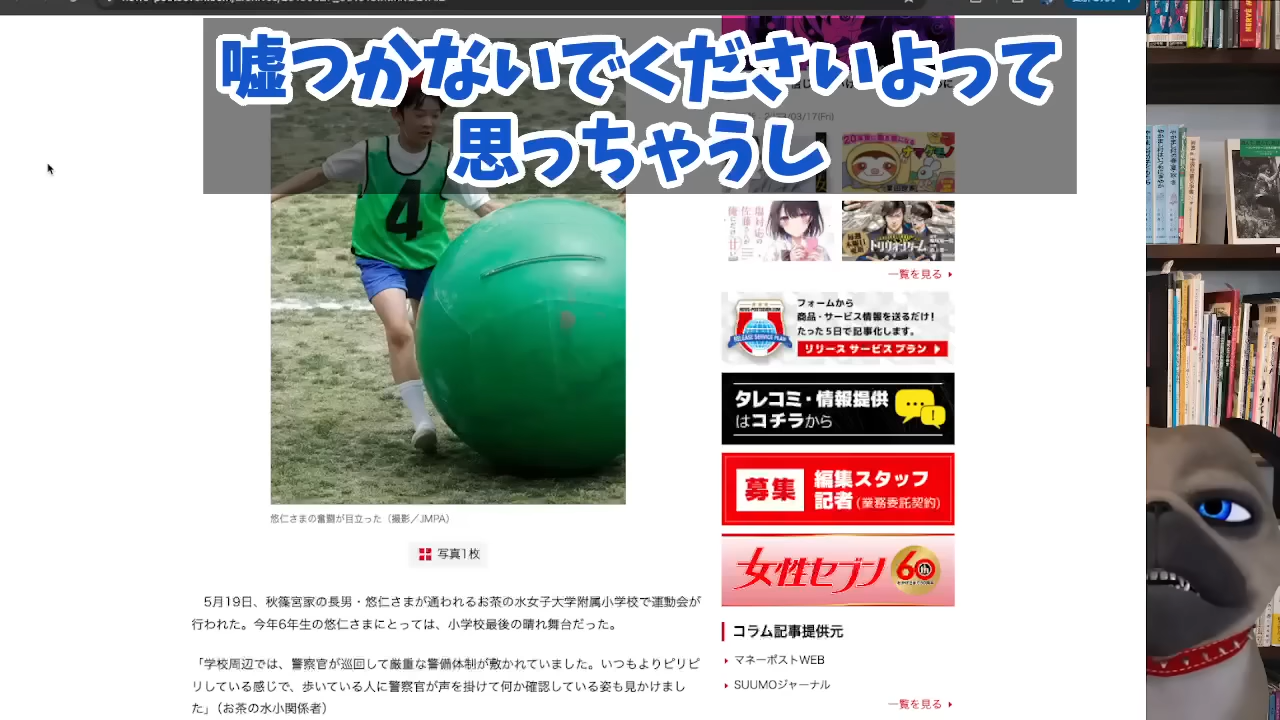 嘘つかないでくださいよって
思っちゃうし
4
悠仁さまの奮闘が目立った（撮影／JMPA）
写真1枚
5月19日、秋篠宮家の長男・悠仁さまが通われるお茶の水女子大学附属小学校で運動会が
行われた。今年6年生の悠仁さまにとっては、小学校最後の晴れ舞台だった。
「学校周辺では、警察官が巡回して厳重な警備体制が敷かれていました。いつもよりピリピ
リしている感じで、歩いている人に警察官が声を掛けて何か確認している姿も見かけまし
た」（お茶の水小関係者）
一覧を見る
フォームから
商品・サービス情報を送るだけ！
たった5日で記事化します。
リリースサービスプラン
タレコミ・情報提供
はコチラから
募集
編集スタッフ
記者(業務委託契約)
女性セブン
60
コラム記事提供元
マネーポストWEB
SUUMOジャーナル
一覧を見る